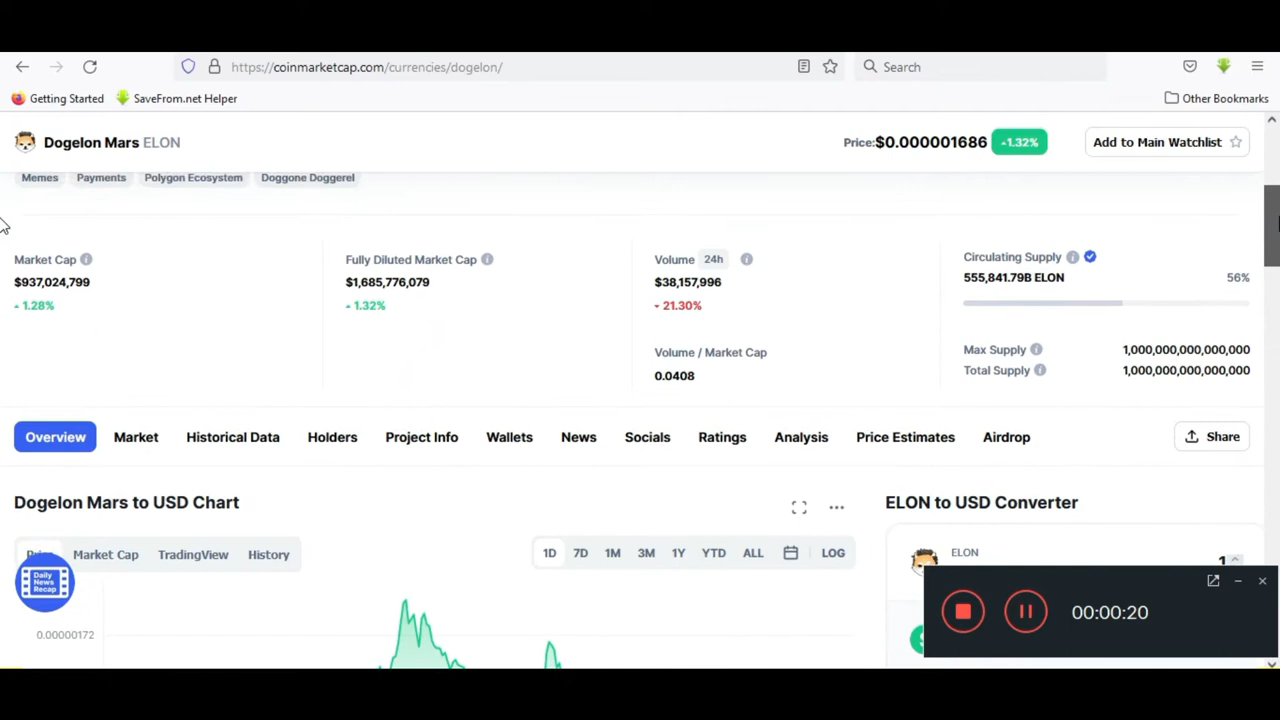 https://coinmarketcap.com/currencies/dogelon/
Search
Getting Started
SaveFrom.net Helper
Other Bookmarks
Dogelon Mars ELON
Price:$0.000001686 1.32%
Add to Main Watchlist
Memes Payments Polygon Ecosystem Doggone Doggerel
Market Cap
$937,024,799
1.28%
Fully Diluted Market Cap
$1,685,776,079
1.32%
Volume 24h
$38,157,996
21.30%
Volume / Market Cap
0.0408
Circulating Supply
555,841.79B ELON 56%
Max Supply 1,000,000,000,000,000
Total Supply 1,000,000,000,000,000
Overview Market Historical Data Holders Project Info Wallets News Socials Ratings Analysis Price Estimates Airdrop
Share
Dogelon Mars to USD Chart
Market Cap TradingView History
1D 7D 1M 3M 1Y YTD ALL LOG
Daily
News
Recap
0.00000172
ELON to USD Converter
ELON
1
00:00:20